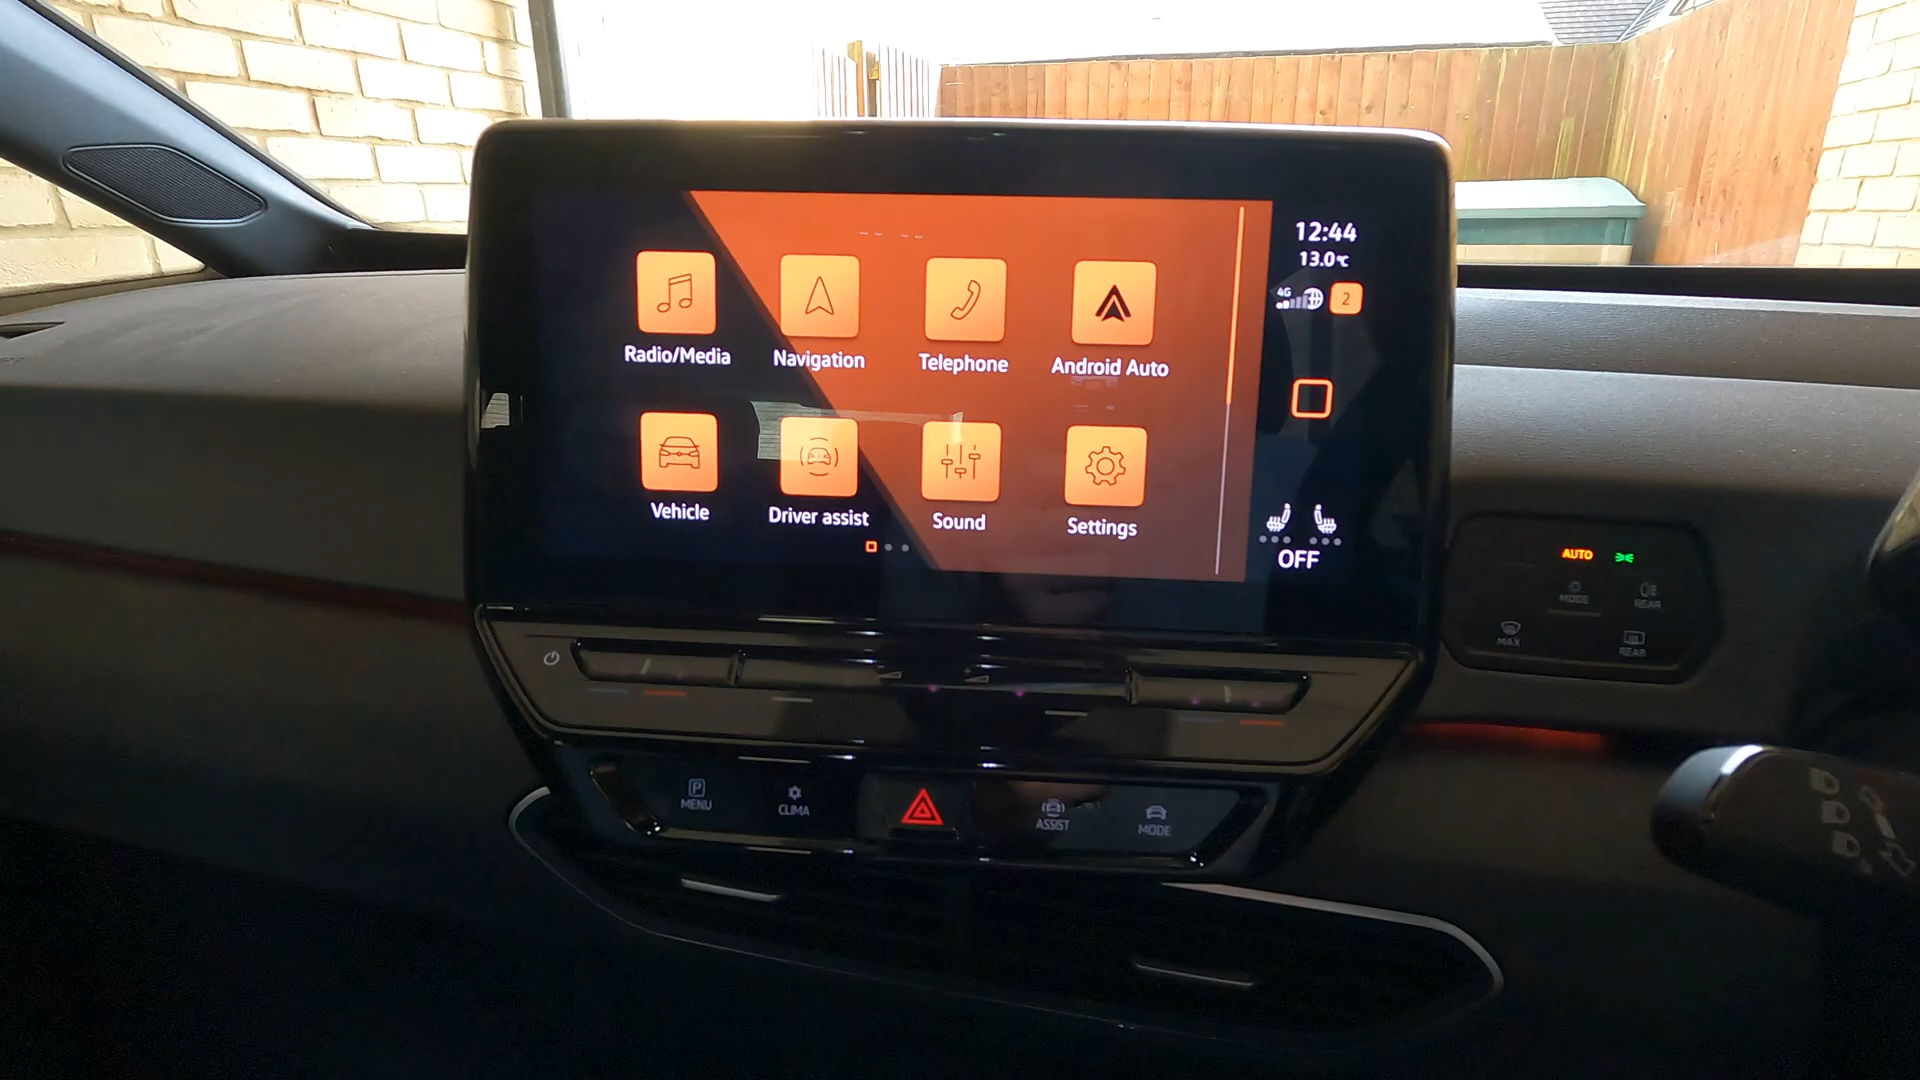 12:44
13.0°C
4G
2
Radio/Media
Navigation
Telephone
Android Auto
Vehicle
Driver assist
Sound
Settings
OFF
AUTO
MODE
REAR
MAX
REAR
P
MENU
CLIMA
ASSIST
MODE